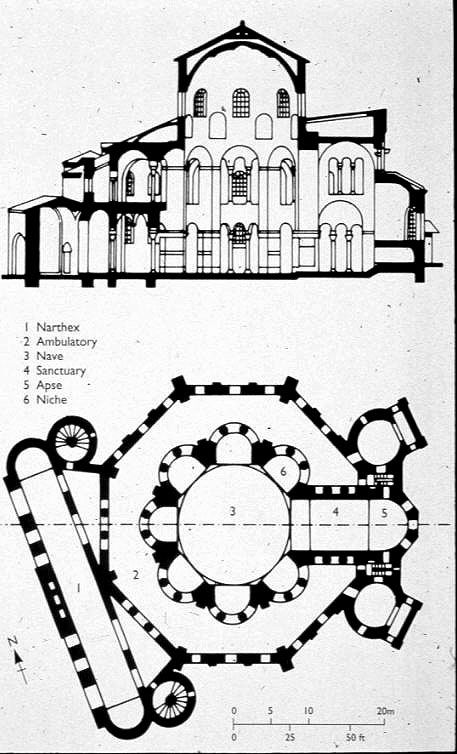 1 Narthex
2 Ambulatory
3 Nave
4 Sanctuary
5 Apse
6 Niche
6
3
4
5
2
1
N
0 5 10 20m
0 25 50 ft